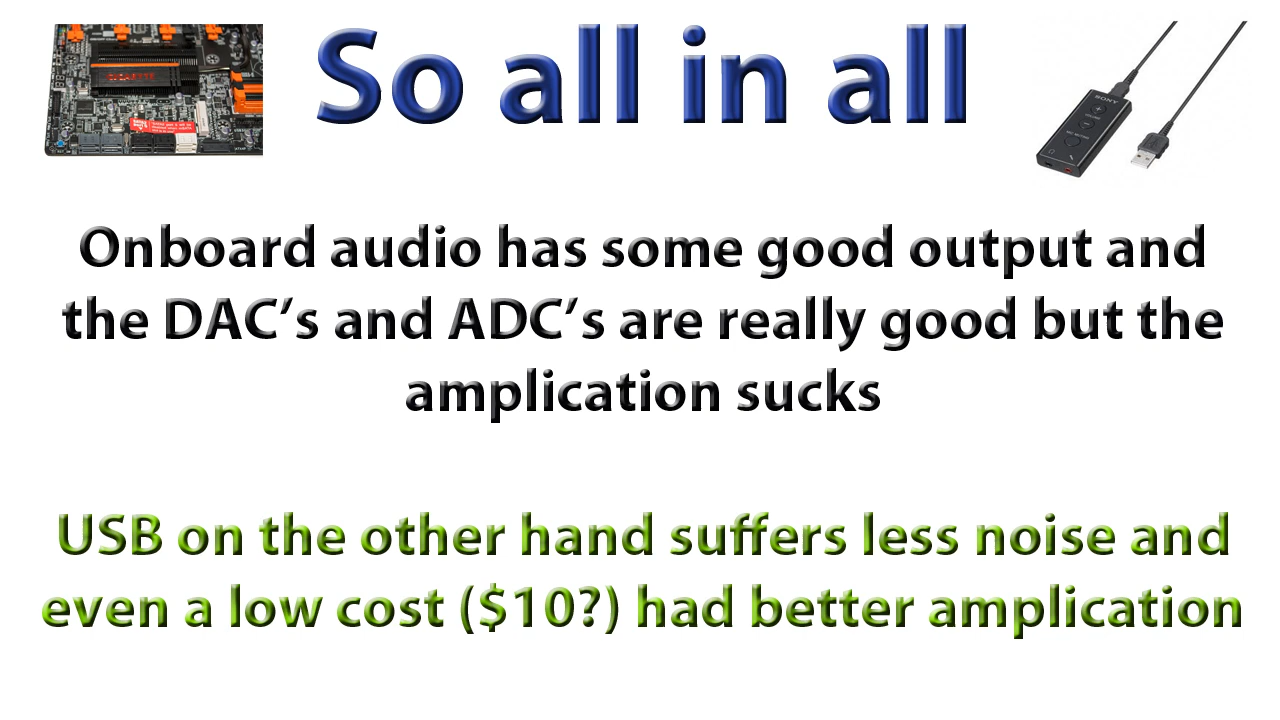 So all in all
GIGABYTE
SONY
Onboard audio has some good output and
the DAC’s and ADC’s are really good but the
amplication sucks
USB on the other hand suffers less noise and
even a low cost ($10?) had better amplication